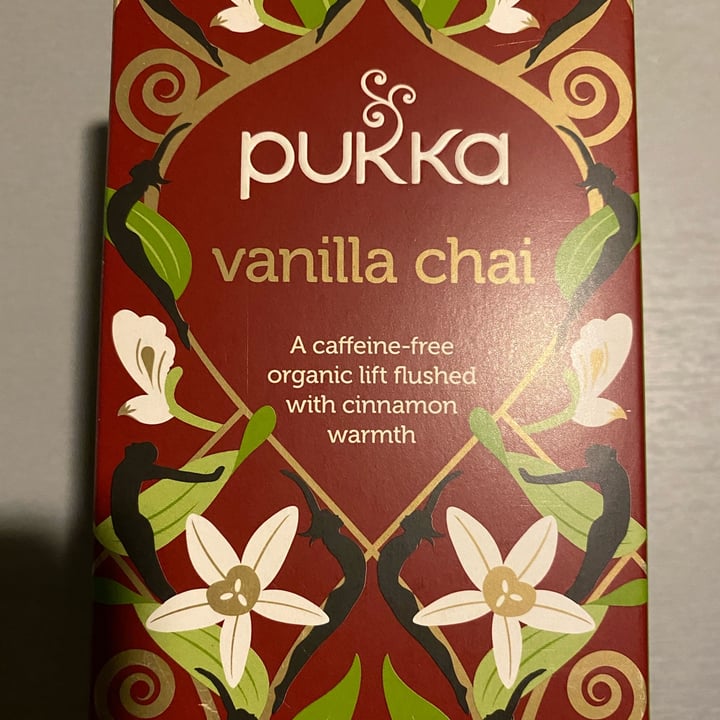 pukka
vanilla chai
A caffeine-free
organic lift flushed
with cinnamon
warmth